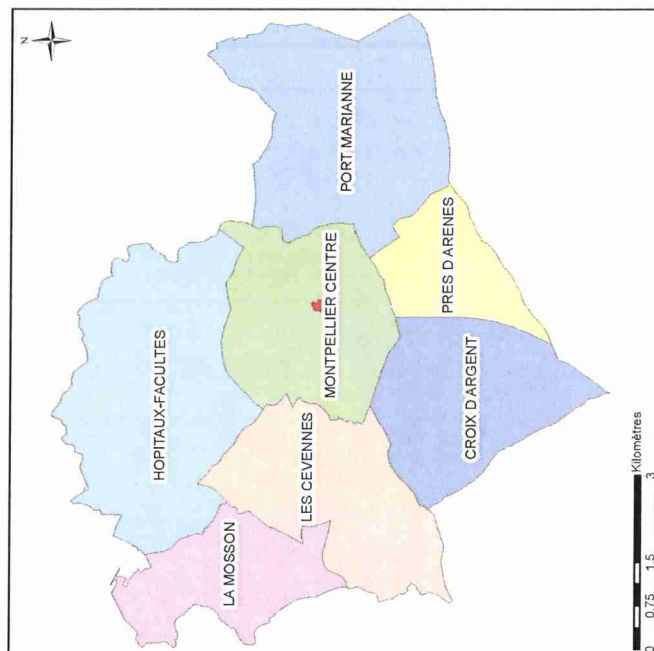 N
HOPITAUX-FACULTES
LA MOSSON
PORT MARIANNE
MONTPELLIER CENTRE
LES CEVENNES
PRES D ARENES
CROIX D'ARGENT
0 0.75 1.5 3
Kilomètres